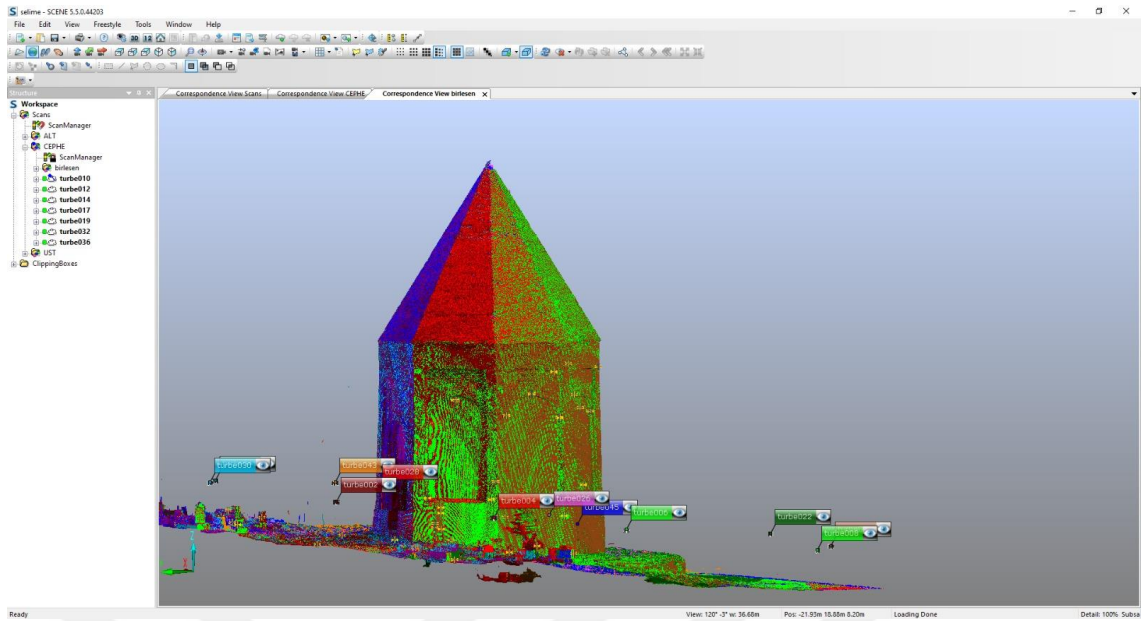 selime - SCENE 5.5.0.44203
File Edit View Freestyle Tools Window Help
Structure
Correspondence View Scans Correspondence View CEPHE Correspondence View birlesen
Workspace
Scans
ScanManager
ALT
CEPHE
ScanManager
birlesen
turbe010
turbe012
turbe014
turbe017
turbe019
turbe032
turbe036
UST
ClippingBoxes
turbe030
turbe043
turbe028
turbe002
turbe004
turbe026
turbe045
turbe006
turbe022
turbe008
Ready
View: 120° -3° w: 36.68m Pos: -21.93m 18.88m 8.20m Loading Done Detail: 100% Subsa